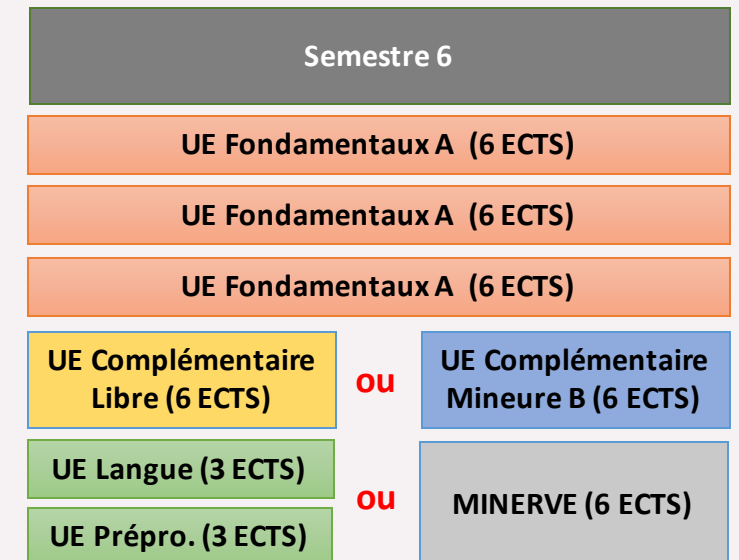 Semestre 6
UE Fondamentaux A (6 ECTS)
UE Fondamentaux A (6 ECTS)
UE Fondamentaux A (6 ECTS)
UE Complémentaire
Libre (6 ECTS)
ou
UE Complémentaire
Mineure B (6 ECTS)
UE Langue (3 ECTS)
UE Prépro. (3 ECTS)
ou
MINERVE (6 ECTS)